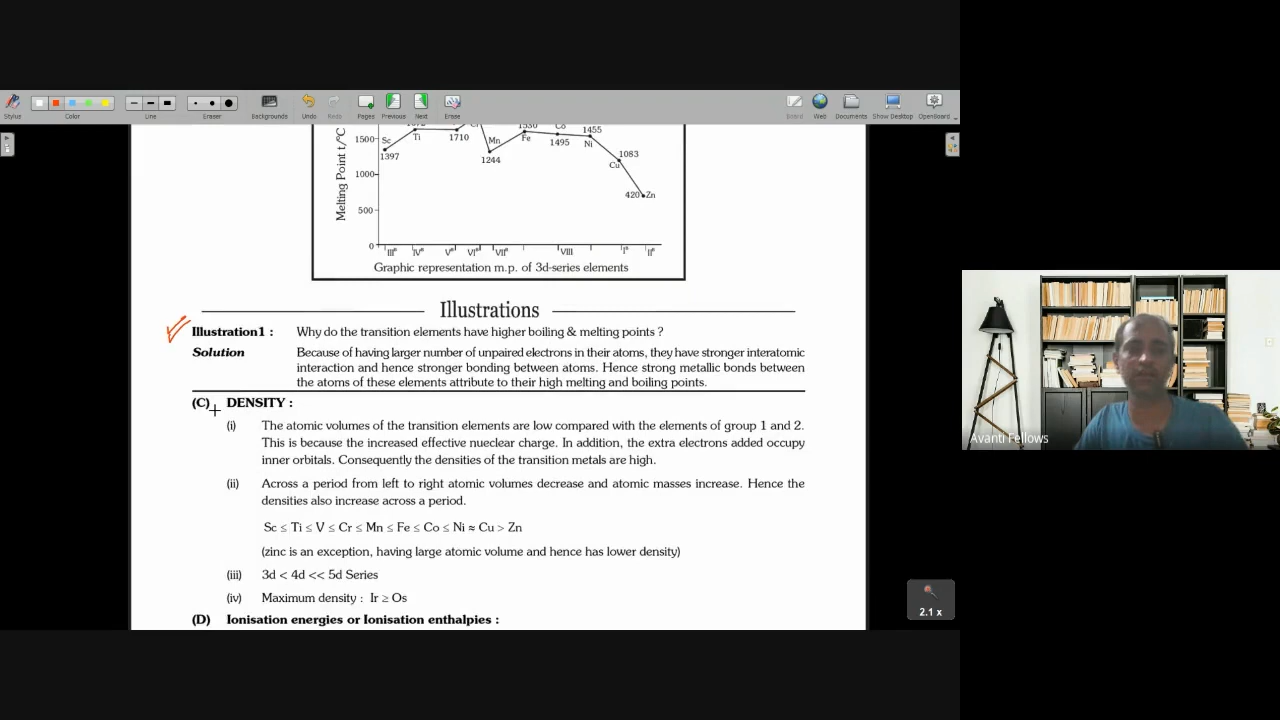 Stylus
Color
Line
Eraser
Backgrounds
Undo
Redo
Pages
Previous
Next
Erase
Board
Web
Documents
Show Desktop
OpenBoard
Melting Point t/°C
1500
1000
500
0
Sc
1397
Ti
1710
Cr
Mn
1244
1530
Fe
Co
1495
1455
Ni
1083
Cu
420
Zn
IIIᴮ IVᴮ Vᴮ VIᴮ VIIᴮ VIII Iᴮ IIᴮ
Graphic representation m.p. of 3d-series elements
Illustrations
Illustration1 : Why do the transition elements have higher boiling & melting points ?
Solution Because of having larger number of unpaired electrons in their atoms, they have stronger interatomic
interaction and hence stronger bonding between atoms. Hence strong metallic bonds between
the atoms of these elements attribute to their high melting and boiling points.
(C) DENSITY :
(i) The atomic volumes of the transition elements are low compared with the elements of group 1 and 2.
This is because the increased effective nueclear charge. In addition, the extra electrons added occupy
inner orbitals. Consequently the densities of the transition metals are high.
(ii) Across a period from left to right atomic volumes decrease and atomic masses increase. Hence the
densities also increase across a period.
Sc ≤ Ti ≤ V ≤ Cr ≤ Mn ≤ Fe ≤ Co ≤ Ni ≈ Cu > Zn
(zinc is an exception, having large atomic volume and hence has lower density)
(iii) 3d < 4d << 5d Series
(iv) Maximum density : Ir ≥ Os
(D) Ionisation energies or Ionisation enthalpies :
2.1 x
Avanti Fellows